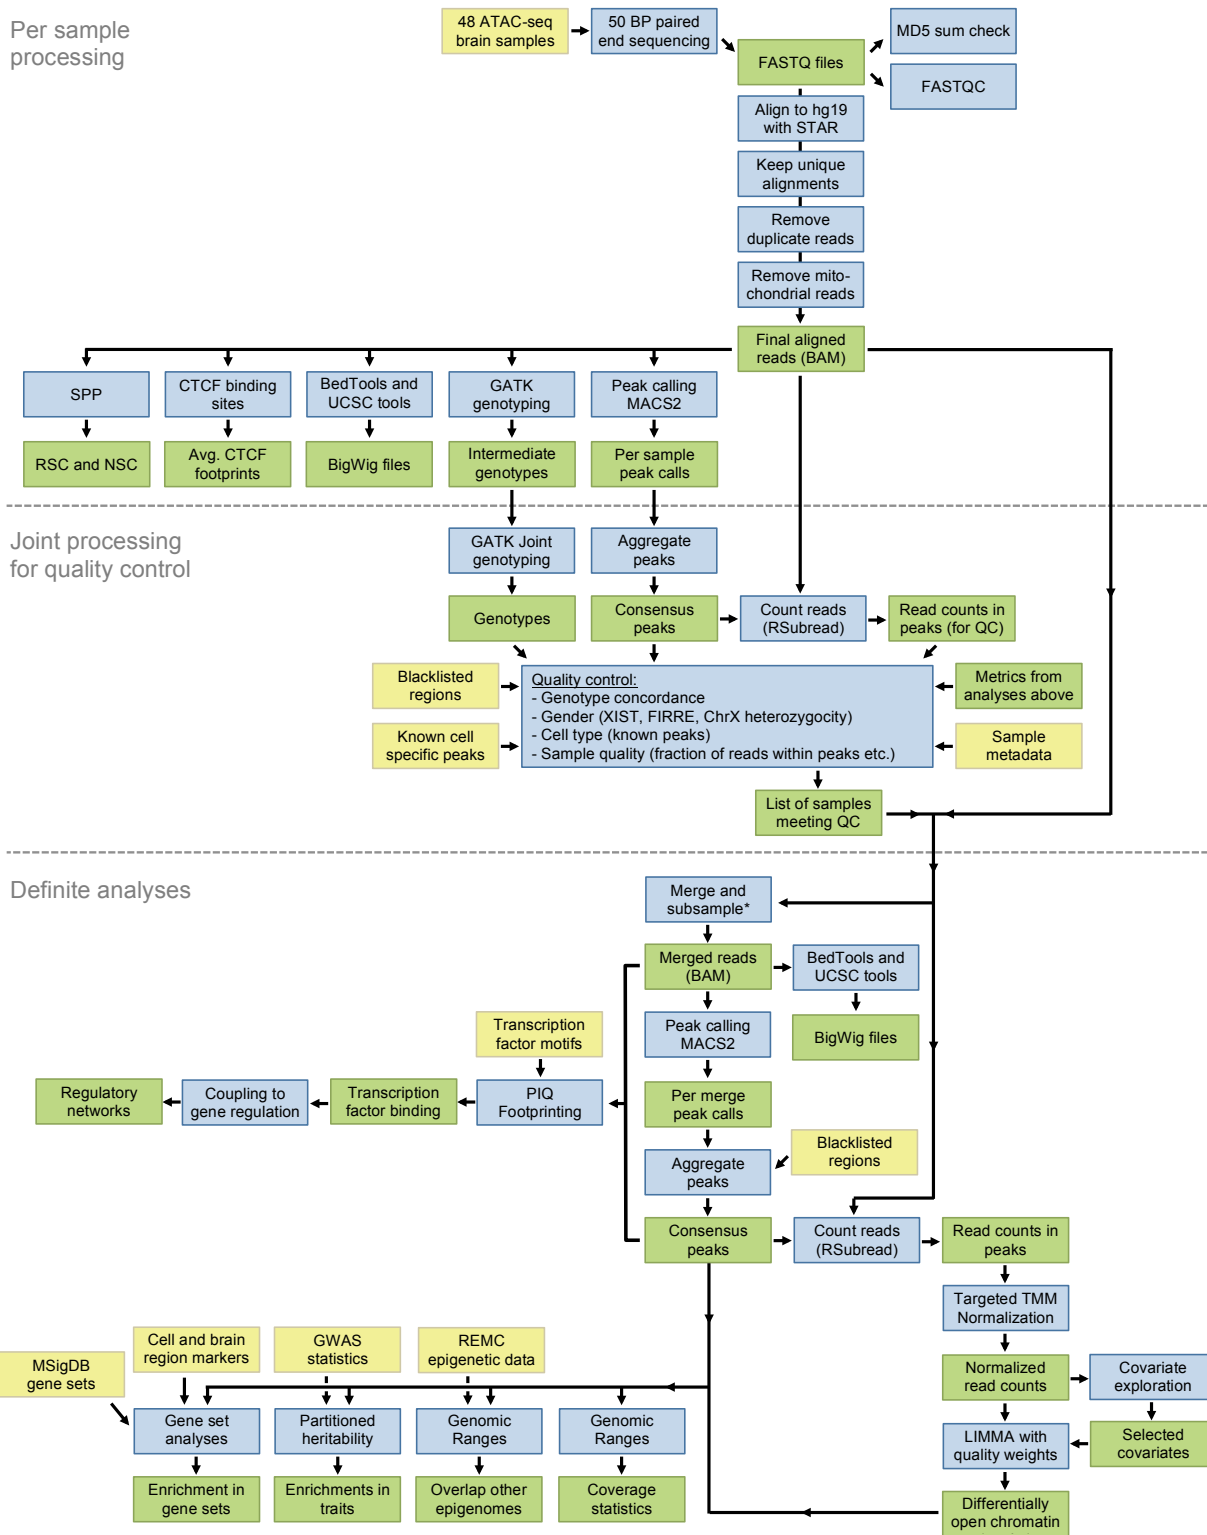 Per sample
processing
48 ATAC-seq
brain samples
50 BP paired
end sequencing
FASTQ files
MD5 sum check
FASTQC
Align to hg19
with STAR
Keep unique
alignments
Remove
duplicate reads
Remove mito-
chondrial reads
Final aligned
reads (BAM)
SPP
CTCF binding
sites
BedTools and
UCSC tools
GATK
genotyping
Peak calling
MACS2
RSC and NSC
Avg. CTCF
footprints
BigWig files
Intermediate
genotypes
Per sample
peak calls
Joint processing
for quality control
GATK Joint
genotyping
Aggregate
peaks
Genotypes
Consensus
peaks
Count reads
(RSubread)
Read counts in
peaks (for QC)
Blacklisted
regions
Known cell
specific peaks
Quality control:
- Genotype concordance
- Gender (XIST, FIRRE, ChrX heterozygocity)
- Cell type (known peaks)
- Sample quality (fraction of reads within peaks etc.)
Metrics from
analyses above
Sample
metadata
List of samples
meeting QC
Definite analyses
Merge and
subsample*
Merged reads
(BAM)
BedTools and
UCSC tools
Peak calling
MACS2
BigWig files
Transcription
factor motifs
Regulatory
networks
Coupling to
gene regulation
Transcription
factor binding
PIQ
Footprinting
Per merge
peak calls
Aggregate
peaks
Blacklisted
regions
Consensus
peaks
Count reads
(RSubread)
Read counts in
peaks
Targeted TMM
Normalization
Normalized
read counts
Covariate
exploration
LIMMA with
quality weights
Selected
covariates
Differentially
open chromatin
MSigDB
gene sets
Cell and brain
region markers
GWAS
statistics
REMC
epigenetic data
Gene set
analyses
Partitioned
heritability
Genomic
Ranges
Genomic
Ranges
Enrichment in
gene sets
Enrichments in
traits
Overlap other
epigenomes
Coverage
statistics